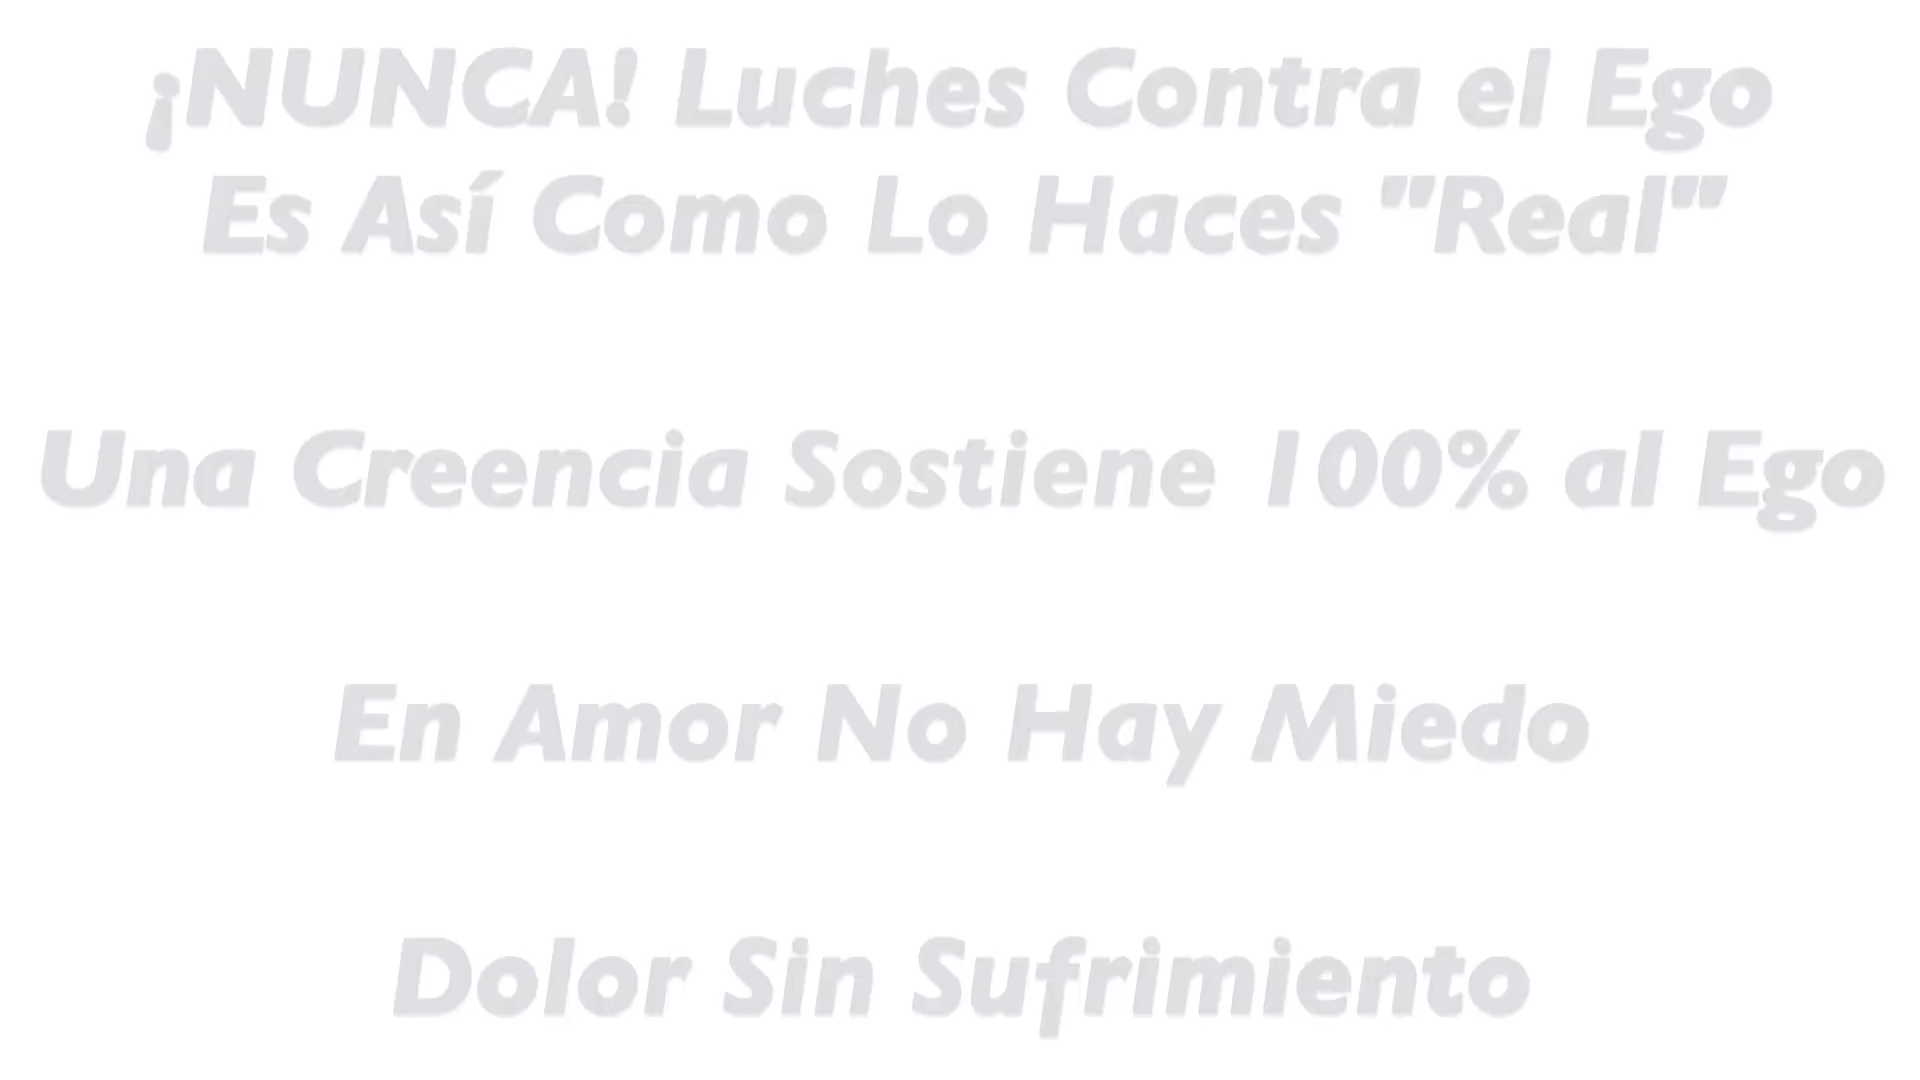 ¡NUNCA! Luches Contra el Ego
Es Así Como Lo Haces "Real"
Una Creencia Sostiene 100% al Ego
En Amor No Hay Miedo
Dolor Sin Sufrimiento